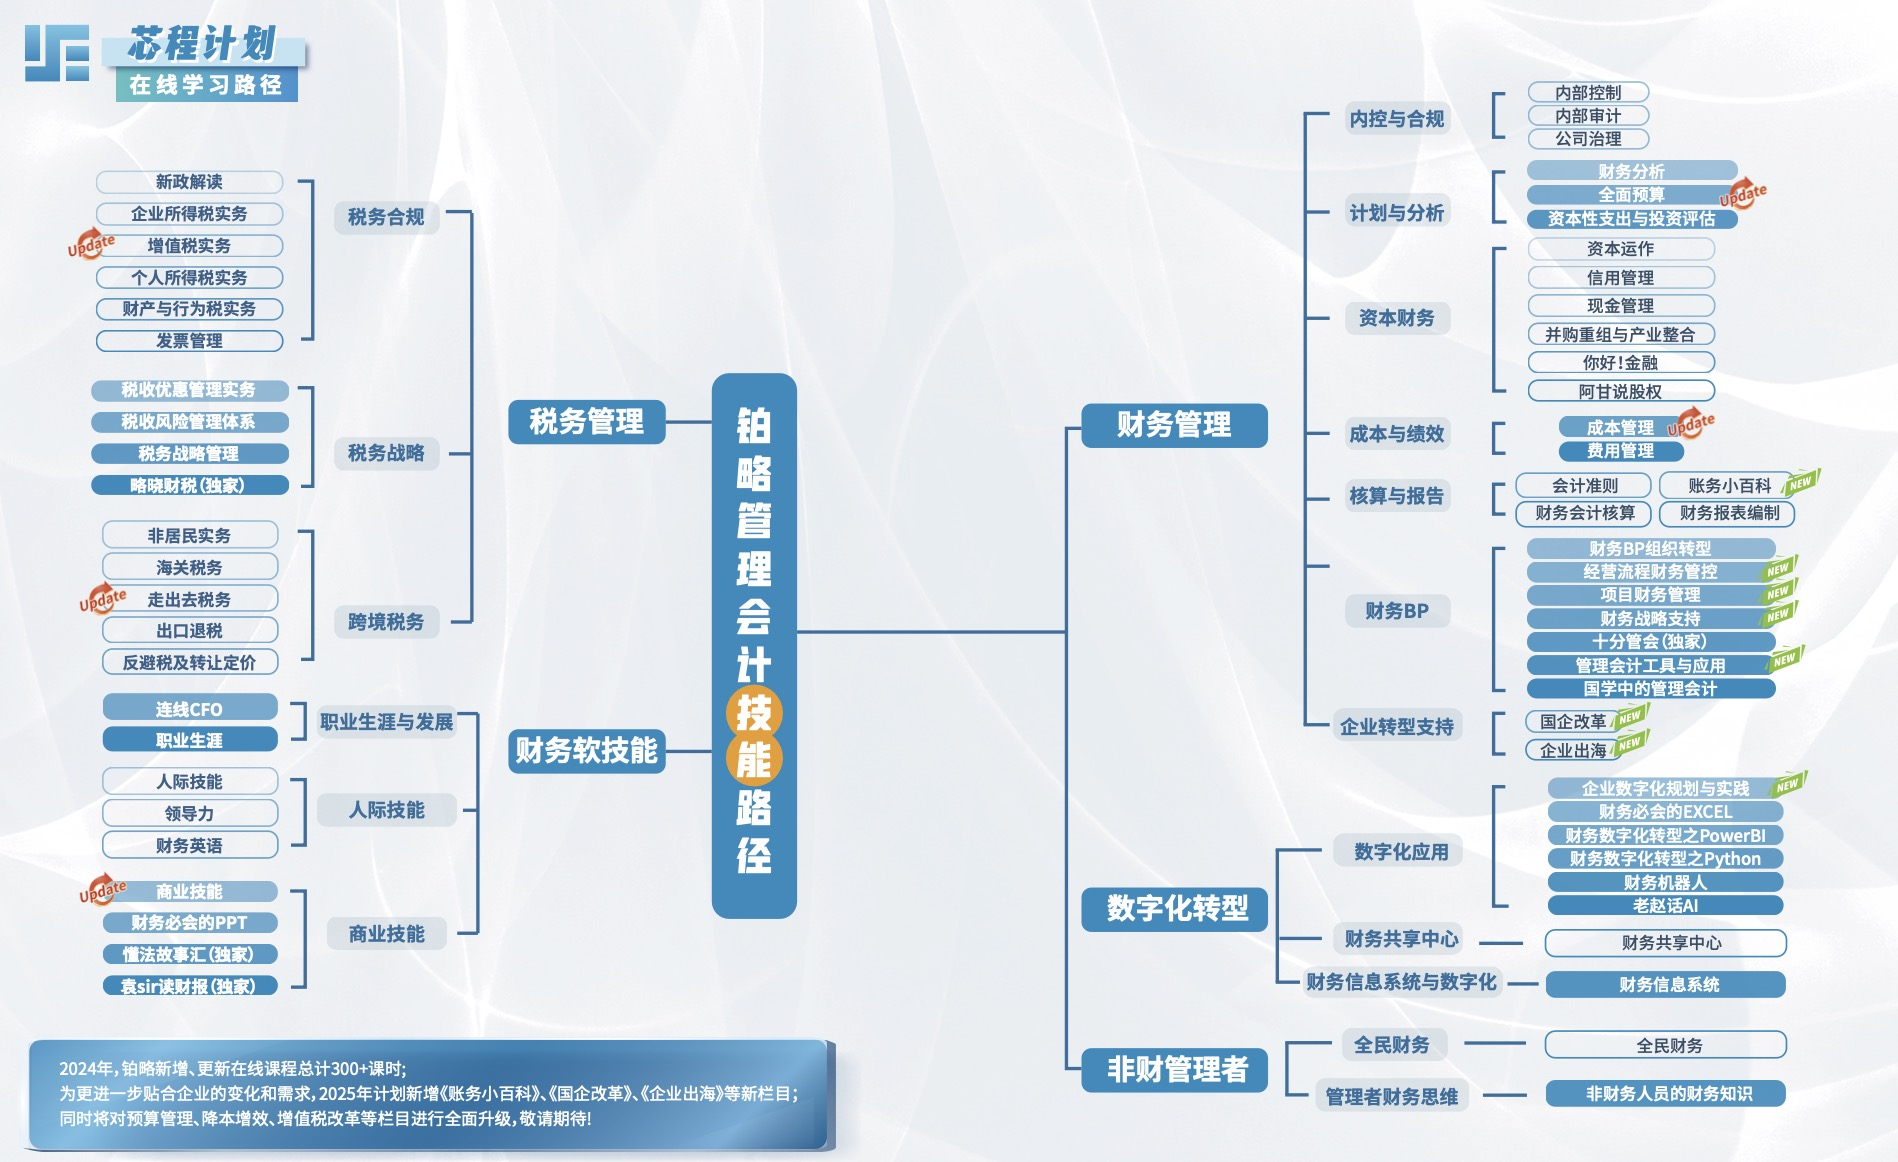 芯程计划
在线学习路径
铂略管理会计技能路径
税务管理
税务合规
新政解读
企业所得税实务
Update
增值税实务
个人所得税实务
财产与行为税实务
发票管理
税务战略
税收优惠管理实务
税收风险管理体系
税务战略管理
略晓财税(独家)
跨境税务
非居民实务
海关税务
Update
走出去税务
出口退税
反避税及转让定价
财务软技能
职业生涯与发展
连线CFO
职业生涯
人际技能
人际技能
领导力
财务英语
商业技能
Update
商业技能
财务必会的PPT
懂法故事汇(独家)
袁sir读财报(独家)
财务管理
内控与合规
内部控制
内部审计
公司治理
计划与分析
财务分析
全面预算
Update
资本性支出与投资评估
资本财务
资本运作
信用管理
现金管理
并购重组与产业整合
你好!金融
阿甘说股权
成本与绩效
成本管理
Update
费用管理
核算与报告
会计准则
账务小百科
NEW
财务会计核算
财务报表编制
财务BP
财务BP组织转型
经营流程财务管控
NEW
项目财务管理
NEW
财务战略支持
NEW
十分管会(独家)
管理会计工具与应用
NEW
国学中的管理会计
企业转型支持
国企改革
NEW
企业出海
NEW
数字化转型
数字化应用
企业数字化规划与实践
NEW
财务必会的EXCEL
财务数字化转型之PowerBI
财务数字化转型之Python
财务机器人
老赵话AI
财务共享中心
财务共享中心
财务信息系统与数字化
财务信息系统
非财管理者
全民财务
全民财务
管理者财务思维
非财务人员的财务知识
2024年,铂略新增、更新在线课程总计300+课时;
为更进一步贴合企业的变化和需求,2025年计划新增《账务小百科》、《国企改革》、《企业出海》等新栏目;
同时将对预算管理、降本增效、增值税改革等栏目进行全面升级,敬请期待!